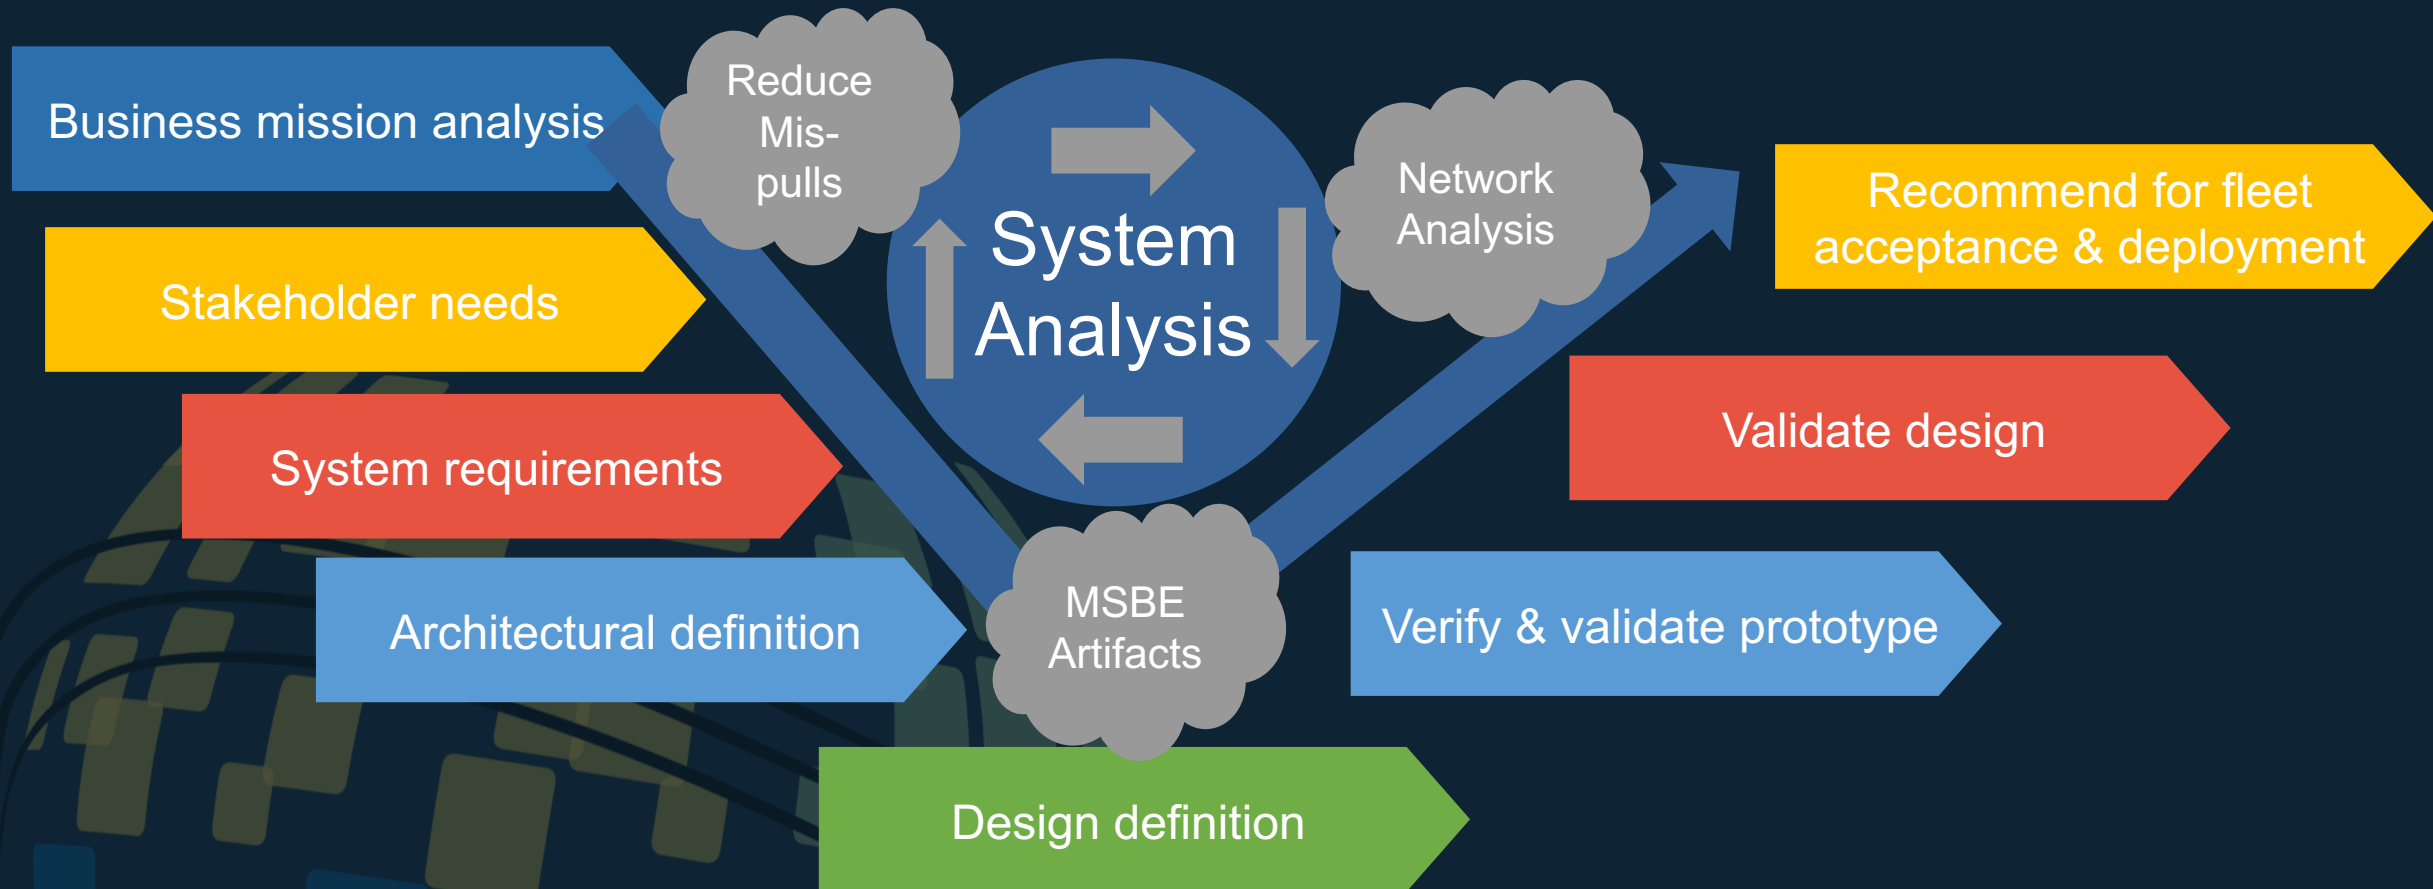 Business mission analysis
Stakeholder needs
System requirements
Architectural definition
Design definition
Reduce
Mis-
pulls
System
Analysis
MSBE
Artifacts
Network
Analysis
Recommend for fleet
acceptance & deployment
Validate design
Verify & validate prototype